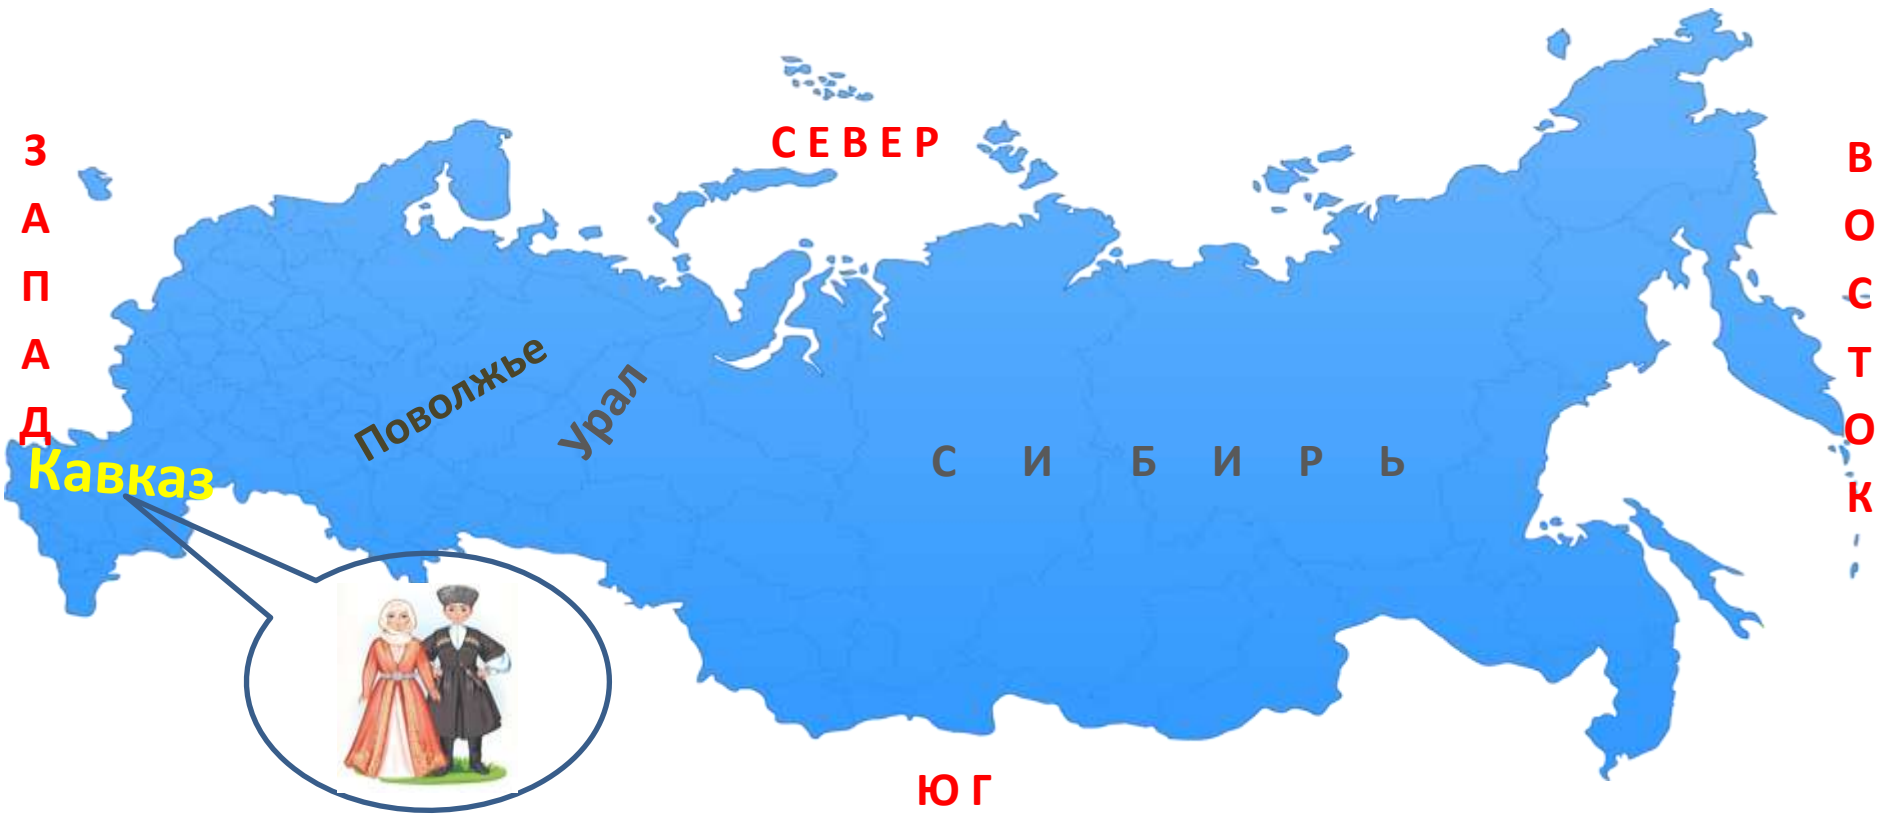 СЕВЕР
ЗАПАД
ВОСТОК
Поволжье
Урал
СИБИРЬ
Кавказ
ЮГ